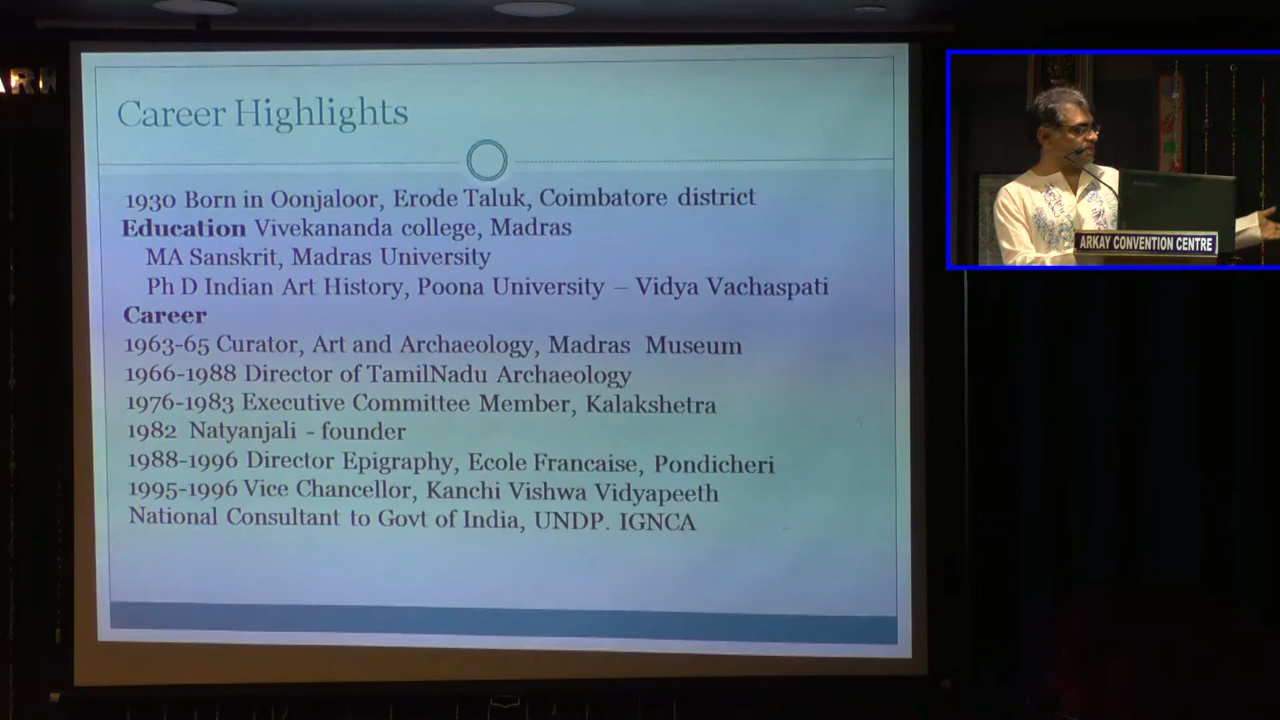 Career Highlights
1930 Born in Oonjaloor, Erode Taluk, Coimbatore district
Education Vivekananda college, Madras
MA Sanskrit, Madras University
Ph D Indian Art History, Poona University – Vidya Vachaspati
Career
1963-65 Curator, Art and Archaeology, Madras Museum
1966-1988 Director of TamilNadu Archaeology
1976-1983 Executive Committee Member, Kalakshetra
1982 Natyanjali - founder
1988-1996 Director Epigraphy, Ecole Francaise, Pondicheri
1995-1996 Vice Chancellor, Kanchi Vishwa Vidyapeeth
National Consultant to Govt of India, UNDP. IGNCA
ARKAY CONVENTION CENTRE